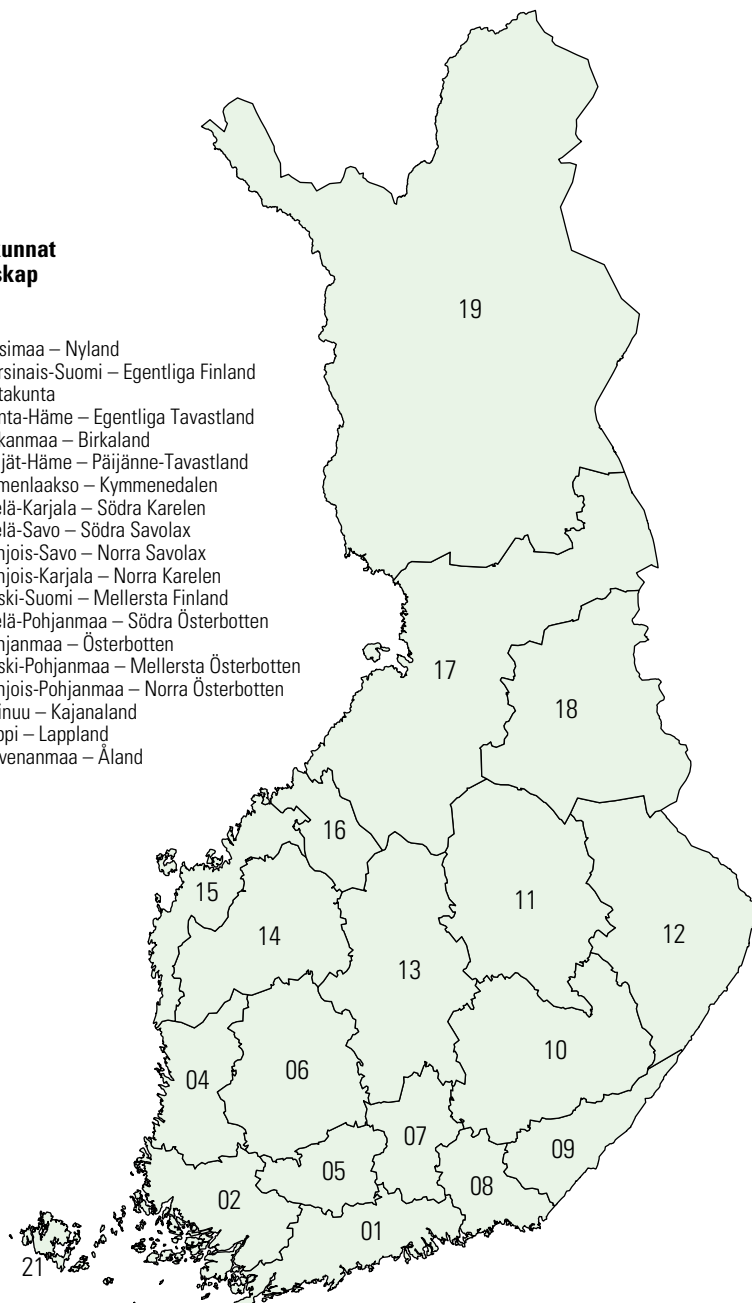 kunnat
skap
simaa – Nyland
rsinais-Suomi – Egentliga Finland
takunta
nta-Häme – Egentliga Tavastland
kanmaa – Birkaland
ijät-Häme – Päijänne-Tavastland
menlaakso – Kymmenedalen
elä-Karjala – Södra Karelen
elä-Savo – Södra Savolax
hjois-Savo – Norra Savolax
hjois-Karjala – Norra Karelen
ski-Suomi – Mellersta Finland
elä-Pohjanmaa – Södra Österbotten
hjanmaa – Österbotten
ski-Pohjanmaa – Mellersta Österbotten
hjois-Pohjanmaa – Norra Österbotten
inuu – Kajanaland
ppi – Lappland
venanmaa – Åland
19
17
18
16
15
14
11
12
13
10
04
06
07
09
05
08
02
01
21